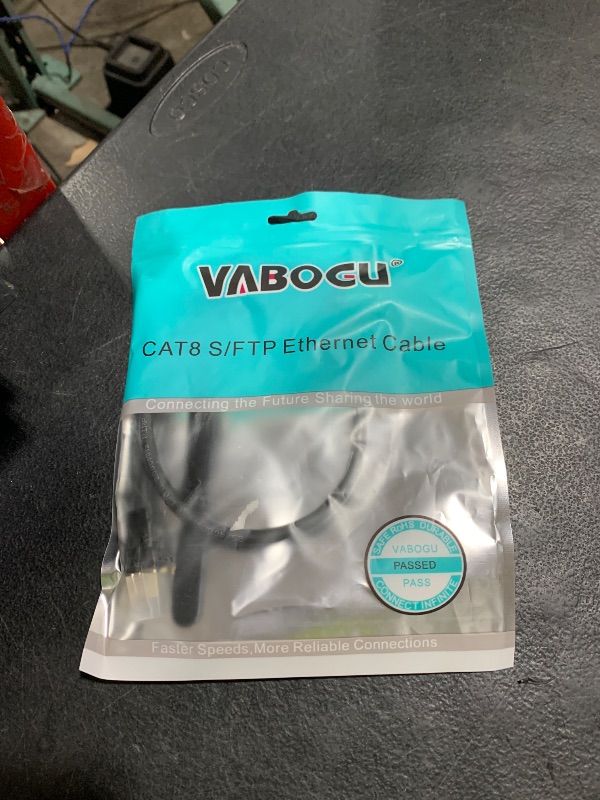 COSCO
VABOGU®
CAT8 S/FTP Ethernet Cable
Connecting the Future Sharing the world
SAFE RoHS DURABLE
VABOGU
PASSED
PASS
CONNECT INFINITE
Faster Speeds, More Reliable Connections